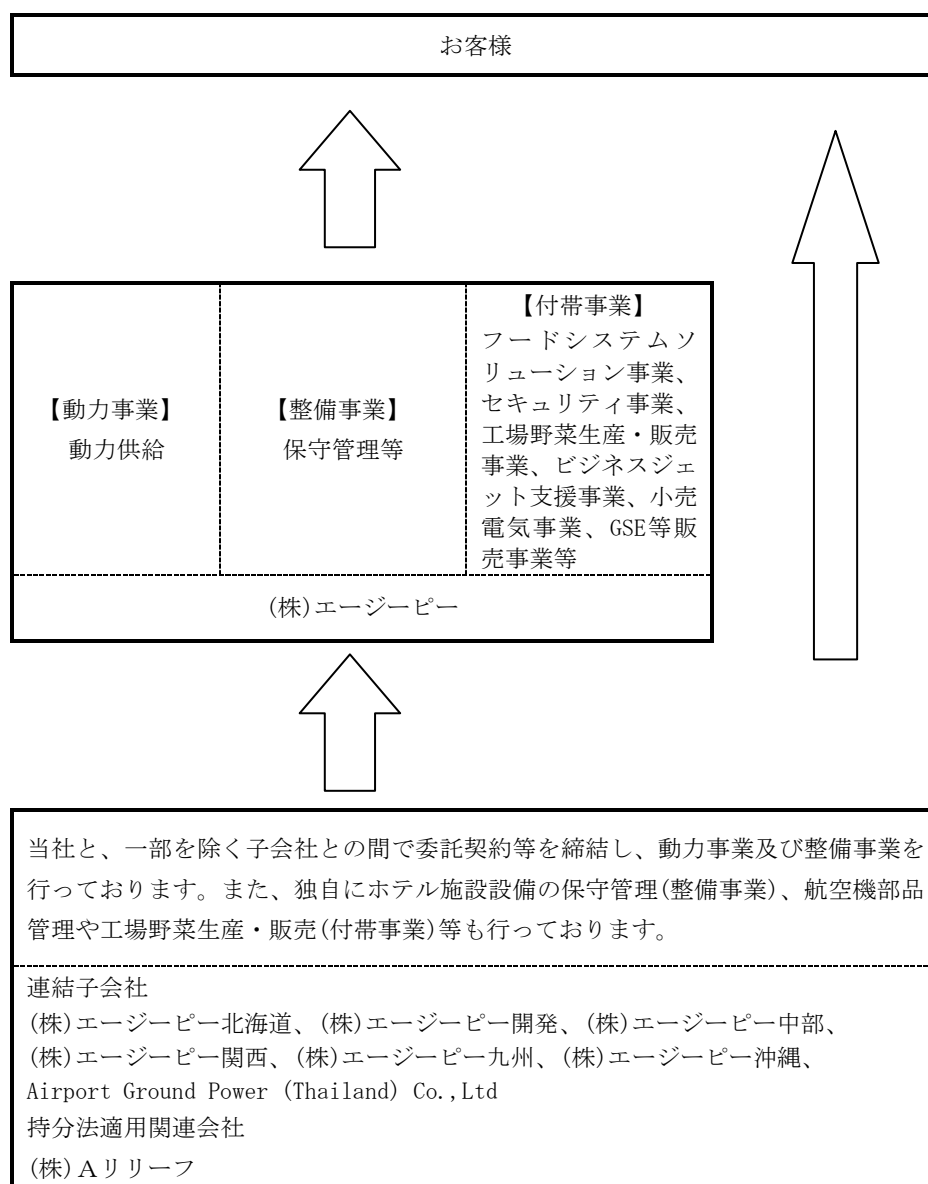 お客様
【動力事業】
動力供給
【整備事業】
保守管理等
【付帯事業】
フードシステムソ
リューション事業、
セキュリティ事業、
工場野菜生産・販売
事業、ビジネスジェ
ット支援事業、小売
電気事業、GSE等販
売事業等
(株)エージーピー
当社と、一部を除く子会社との間で委託契約等を締結し、動力事業及び整備事業を
行っております。また、独自にホテル施設設備の保守管理(整備事業)、航空機部品
管理や工場野菜生産・販売(付帯事業)等も行っております。
連結子会社
(株)エージーピー北海道、(株)エージーピー開発、(株)エージーピー中部、
(株)エージーピー関西、(株)エージーピー九州、(株)エージーピー沖縄、
Airport Ground Power (Thailand) Co.,Ltd
持分法適用関連会社
(株)Aリリーフ